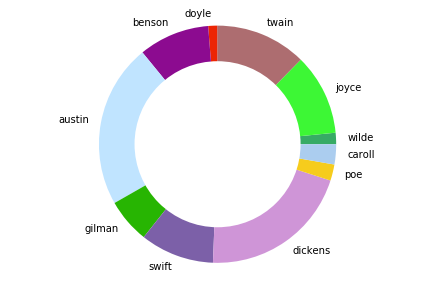 doyle
benson
twain
joyce
austin
wilde
caroll
poe
gilman
dickens
swift